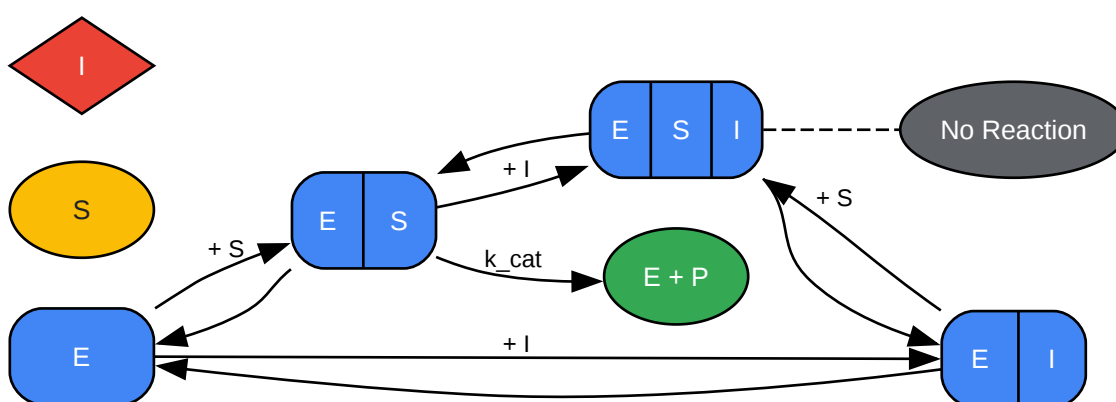 I
E S I
No Reaction
+ I
S
E S
+ S
+ S
k_cat
E + P
E
+ I
E I